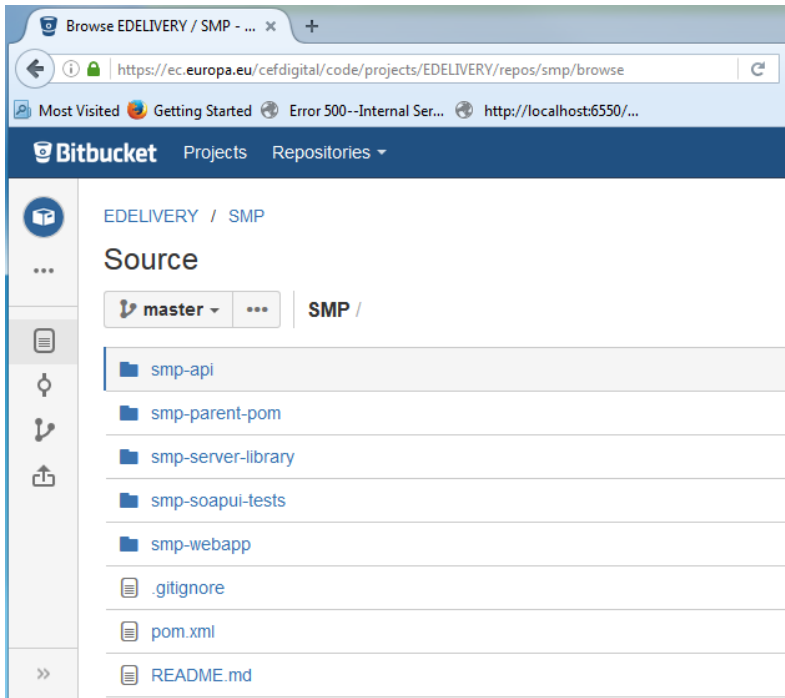 Browse EDELIVERY / SMP - ... × +
https://ec.europa.eu/cefdigital/code/projects/EDELIVERY/repos/smp/browse
Most Visited Getting Started Error 500--Internal Ser... http://localhost:6550/...
Bitbucket Projects Repositories
EDELIVERY / SMP
Source
master ••• SMP /
smp-api
smp-parent-pom
smp-server-library
smp-soapui-tests
smp-webapp
.gitignore
pom.xml
README.md